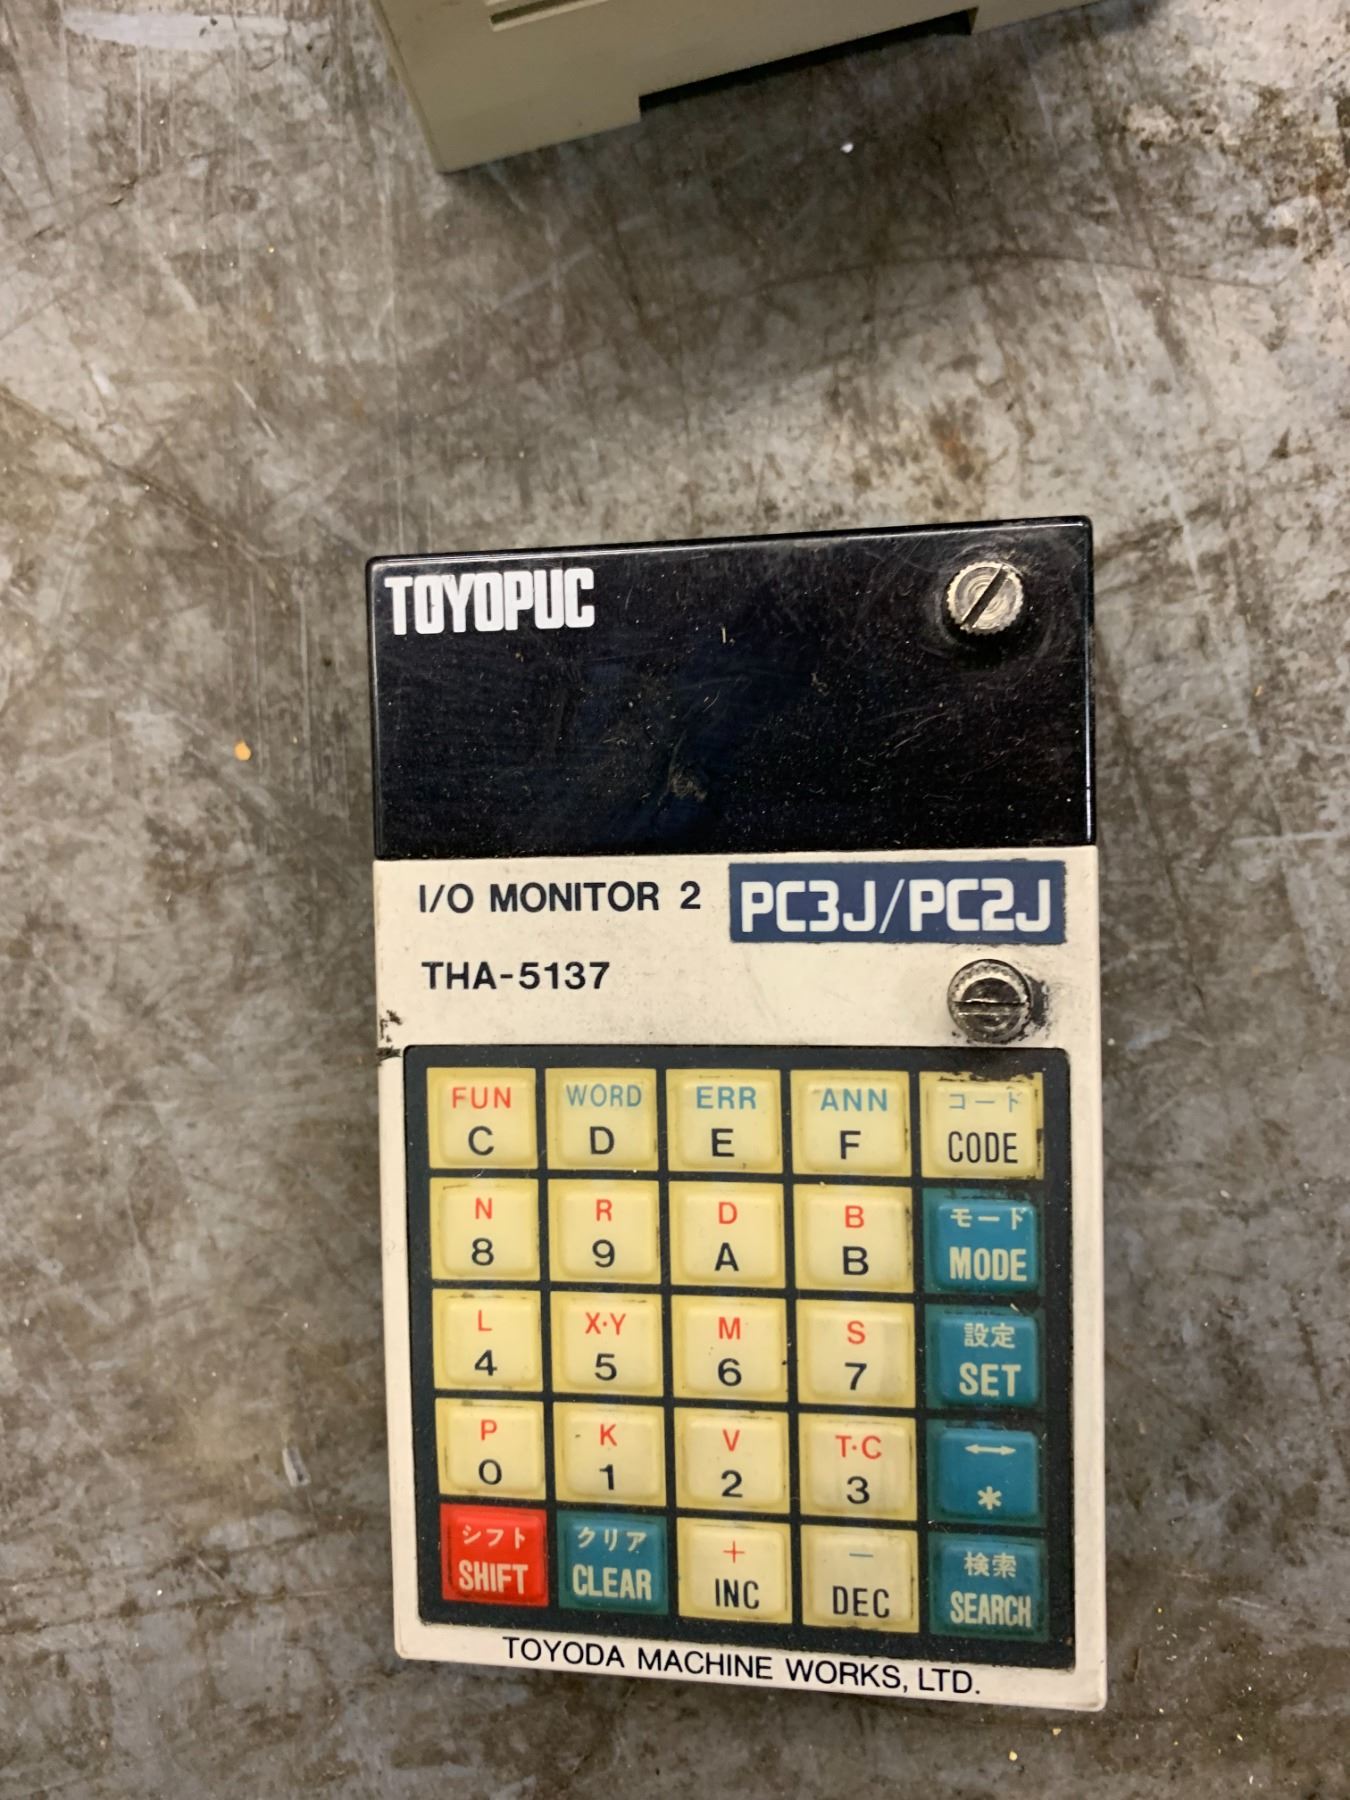 TOYOPUC
I/O MONITOR 2 PC3J/PC2J
THA-5137
FUN WORD ERR ANN コード
C D E F CODE
N R D B モード
8 9 A B MODE
L X·Y M S 設定
4 5 6 7 SET
P K V T·C ↔
0 1 2 3 *
シフト クリア + − 検索
SHIFT CLEAR INC DEC SEARCH
TOYODA MACHINE WORKS, LTD.